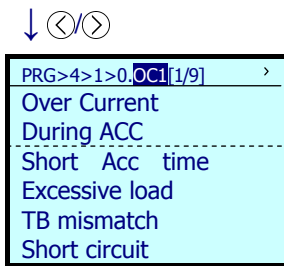 ↓ < / >
PRG>4>1>0.OC1[1/9] >
Over Current
During ACC
Short Acc time
Excessive load
TB mismatch
Short circuit